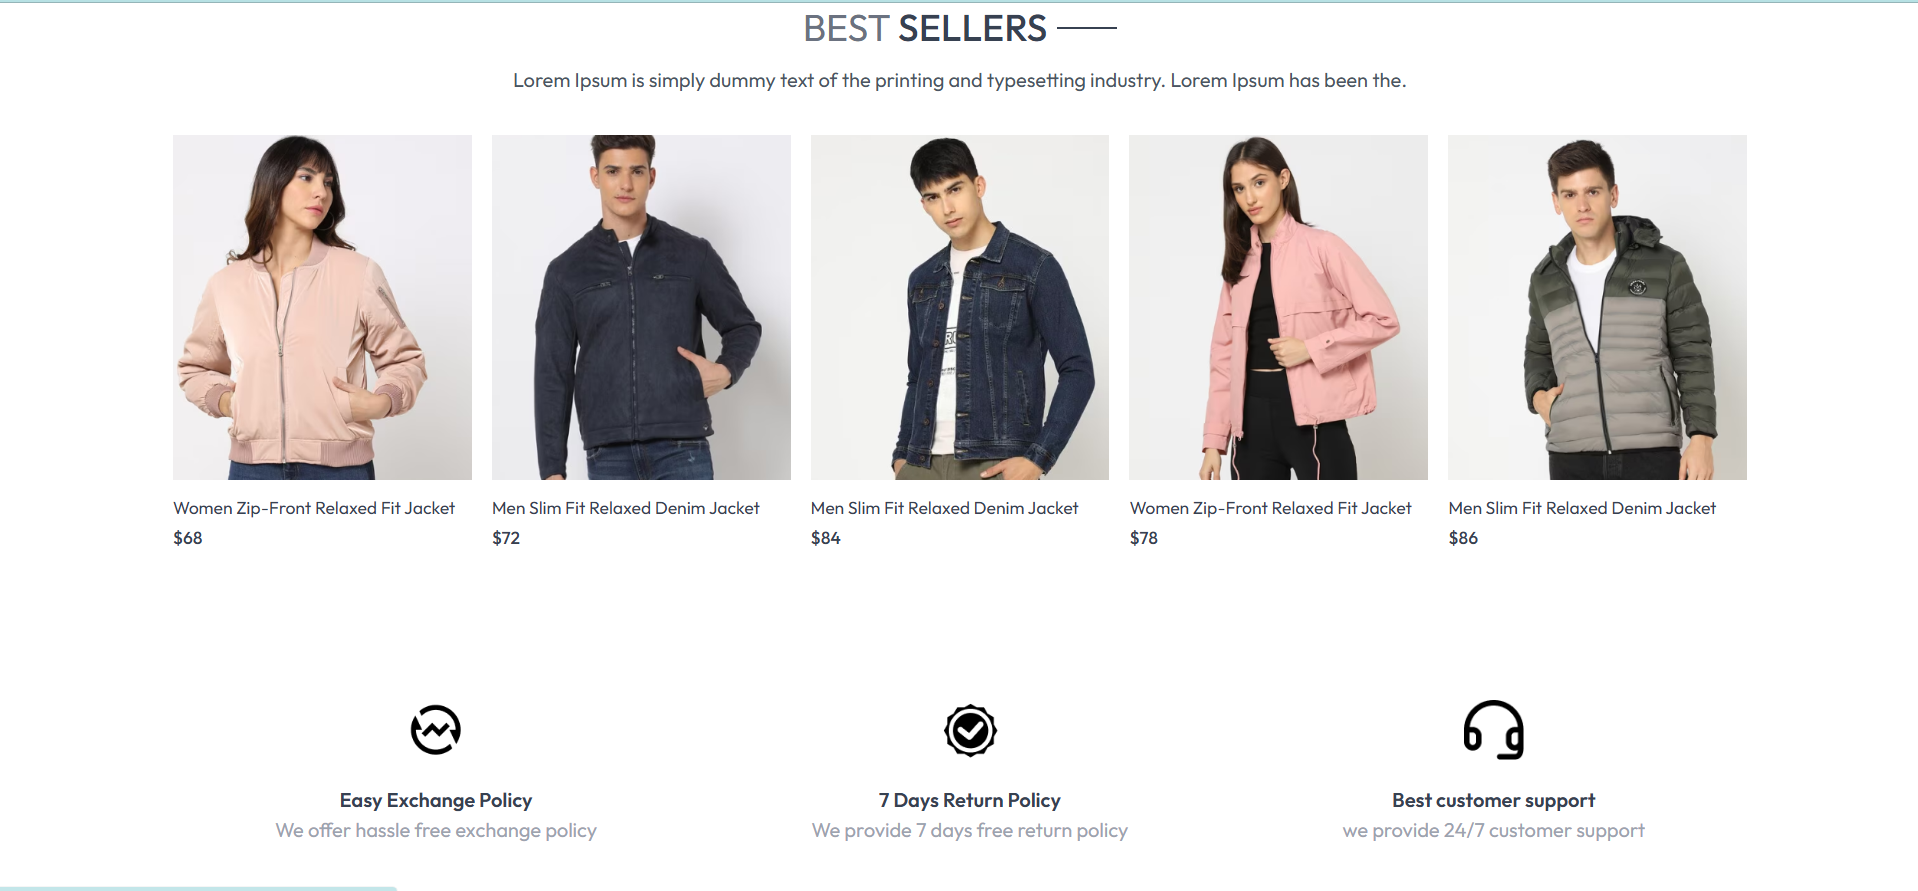 BEST SELLERS
Lorem Ipsum is simply dummy text of the printing and typesetting industry. Lorem Ipsum has been the.
Women Zip-Front Relaxed Fit Jacket
$68
Men Slim Fit Relaxed Denim Jacket
$72
Men Slim Fit Relaxed Denim Jacket
$84
Women Zip-Front Relaxed Fit Jacket
$78
Men Slim Fit Relaxed Denim Jacket
$86
Easy Exchange Policy
We offer hassle free exchange policy
7 Days Return Policy
We provide 7 days free return policy
Best customer support
we provide 24/7 customer support